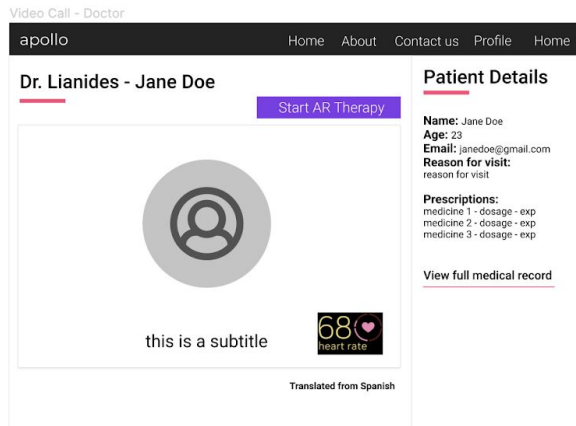 Video Call - Doctor
apollo
Home About Contact us Profile Home
Dr. Lianides - Jane Doe
Start AR Therapy
this is a subtitle
68
heart rate
Translated from Spanish
Patient Details
Name: Jane Doe
Age: 23
Email: janedoe@gmail.com
Reason for visit:
reason for visit
Prescriptions:
medicine 1 - dosage - exp
medicine 2 - dosage - exp
medicine 3 - dosage - exp
View full medical record